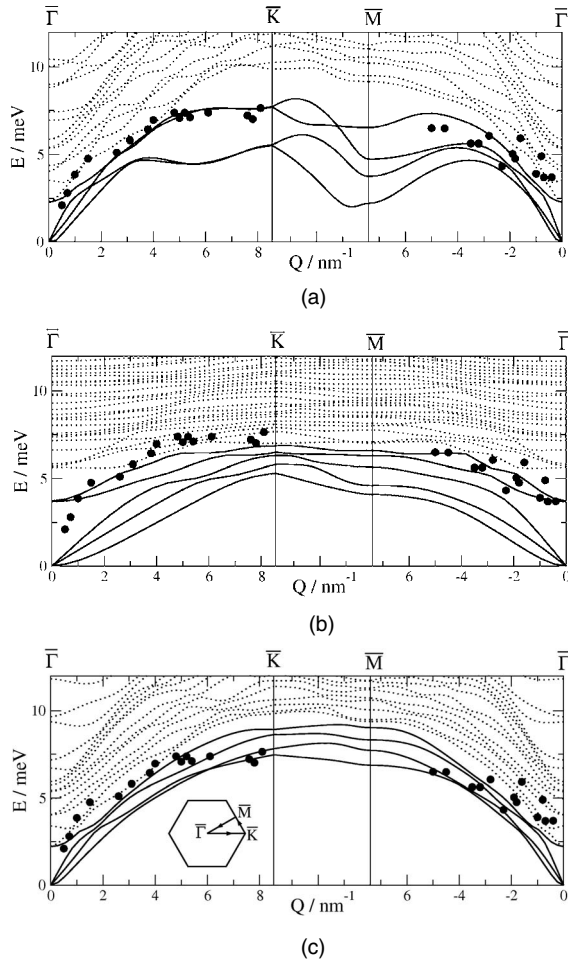 Γ̅ K̅ M̅ Γ̅
10
E / meV
5
0
0 2 4 6 8 -1 -6 -4 -2 0
Q / nm
(a)
Γ̅ K̅ M̅ Γ̅
10
E / meV
5
0
0 2 4 6 8 -1 -6 -4 -2 0
Q / nm
(b)
Γ̅ K̅ M̅ Γ̅
10
E / meV
5
0
M̅
Γ̅ K̅
0 2 4 6 8 -1 -6 -4 -2 0
Q / nm
(c)